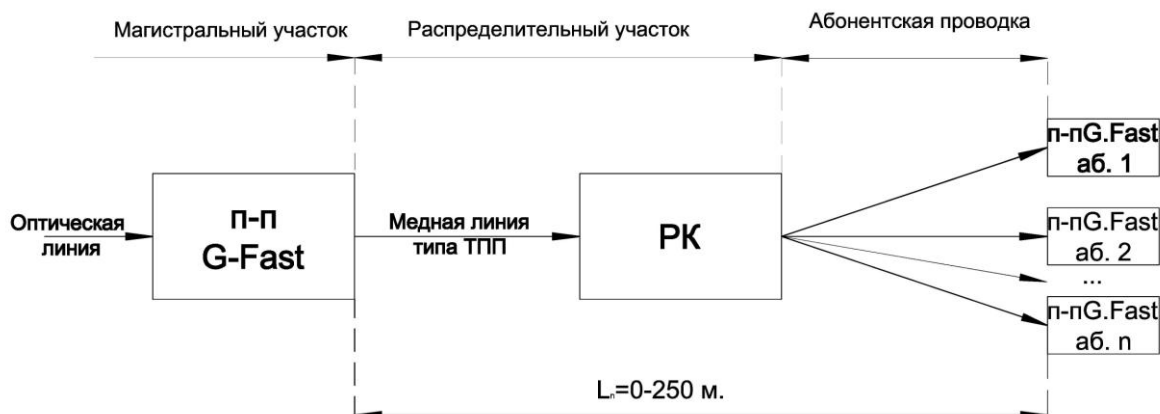 Магистральный участок
Распределительный участок
Абонентская проводка
Оптическая
линия
п-п
G-Fast
Медная линия
типа ТПП
РК
п-пG.Fast
аб. 1
п-пG.Fast
аб. 2
...
п-пG.Fast
аб. n
Lₙ=0-250 м.